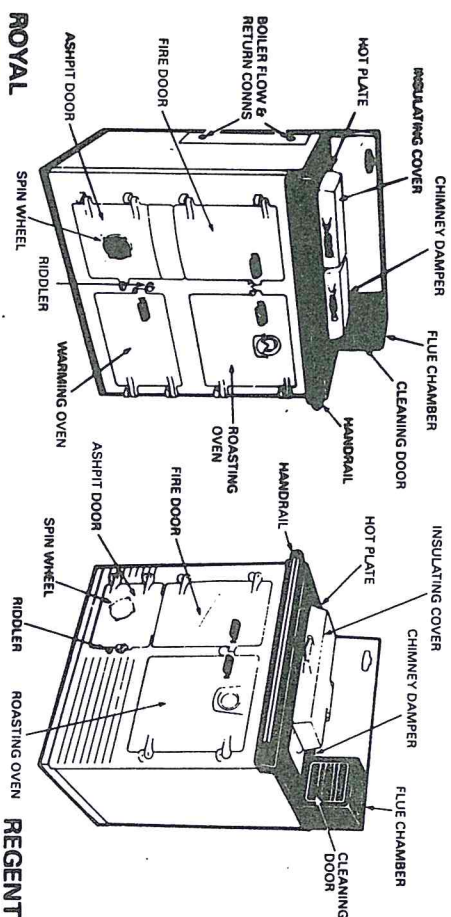 ROYAL
INSULATING COVER
HOT PLATE
BOILER FLOW &
RETURN CONNS
FIRE DOOR
ASHPIT DOOR
SPIN WHEEL
RIDDLER
WARMING OVEN
CHIMNEY DAMPER
FLUE CHAMBER
CLEANING DOOR
HANDRAIL
ROASTING
OVEN
REGENT
INSULATING COVER
HOT PLATE
HANDRAIL
FIRE DOOR
ASHPIT DOOR
SPIN WHEEL
RIDDLER
ROASTING OVEN
CHIMNEY DAMPER
FLUE CHAMBER
CLEANING
DOOR